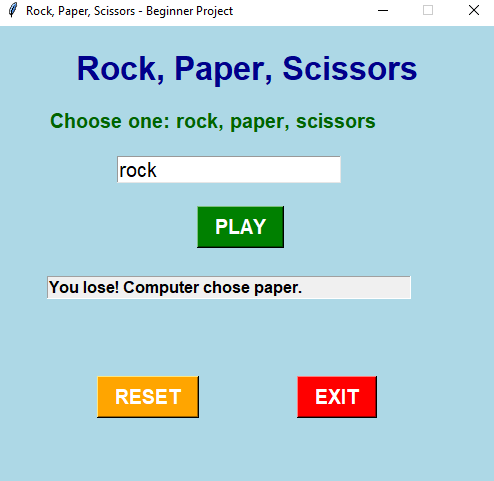 Rock, Paper, Scissors - Beginner Project
Rock, Paper, Scissors
Choose one: rock, paper, scissors
rock
PLAY
You lose! Computer chose paper.
RESET EXIT